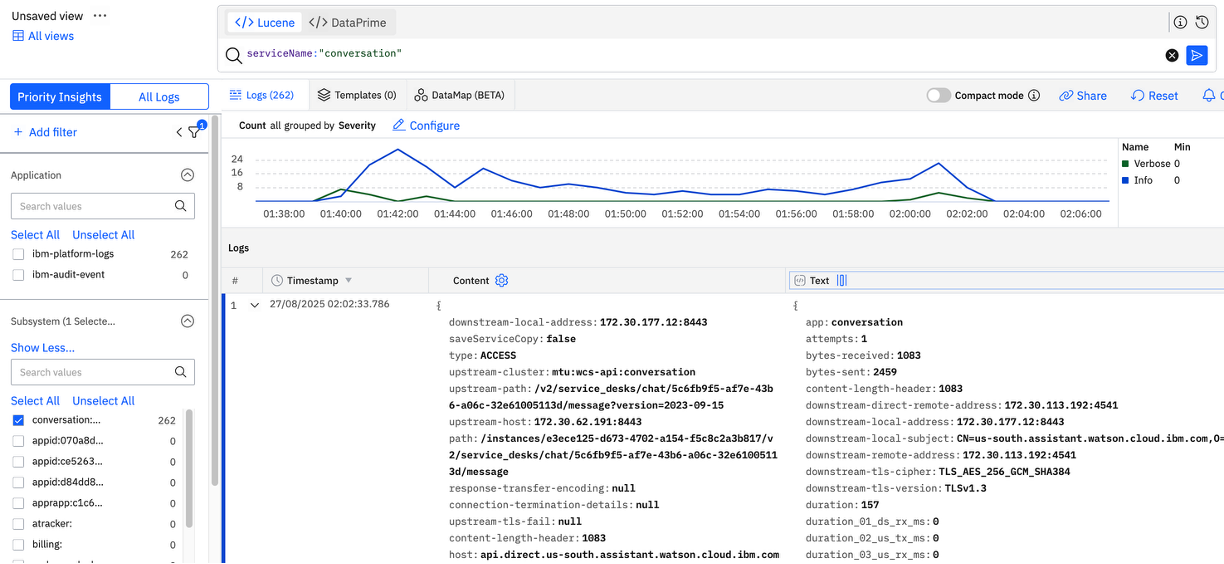 Unsaved view ...
All views
</> Lucene </> DataPrime
serviceName:"conversation"
Priority Insights All Logs
Logs (262) Templates (0) DataMap (BETA) Compact mode Share Reset
+ Add filter 1
Count all grouped by Severity Configure
Application
Search values
Select All Unselect All
ibm-platform-logs 262
ibm-audit-event 0
24
16
8
01:38:00 01:40:00 01:42:00 01:44:00 01:46:00 01:48:00 01:50:00 01:52:00 01:54:00 01:56:00 01:58:00 02:00:00 02:02:00 02:04:00 02:06:00
Name Min
Verbose 0
Info 0
Subsystem (1 Selecte...
Show Less...
Search values
Select All Unselect All
conversation:... 262
appid:070a8d... 0
appid:ce5263... 0
appid:d84dd8... 0
apprapp:c1c6... 0
atracker: 0
billing: 0
Logs
# Timestamp Content Text
1 27/08/2025 02:02:33.786
{
downstream-local-address: 172.30.177.12:8443
saveServiceCopy: false
type: ACCESS
upstream-cluster: mtu:wcs-api:conversation
upstream-path: /v2/service_desks/chat/5c6fb9f5-af7e-43b
6-a06c-32e61005113d/message?version=2023-09-15
upstream-host: 172.30.62.191:8443
path: /instances/e3ece125-d673-4702-a154-f5c8c2a3b817/v
2/service_desks/chat/5c6fb9f5-af7e-43b6-a06c-32e6100511
3d/message
response-transfer-encoding: null
connection-termination-details: null
upstream-tls-fail: null
content-length-header: 1083
host: api.direct.us-south.assistant.watson.cloud.ibm.com
{
app: conversation
attempts: 1
bytes-received: 1083
bytes-sent: 2459
content-length-header: 1083
downstream-direct-remote-address: 172.30.113.192:4541
downstream-local-address: 172.30.177.12:8443
downstream-local-subject: CN=us-south.assistant.watson.cloud.ibm.com,O=
downstream-remote-address: 172.30.113.192:4541
downstream-tls-cipher: TLS_AES_256_GCM_SHA384
downstream-tls-version: TLSv1.3
duration: 157
duration_01_ds_rx_ms: 0
duration_02_us_tx_ms: 0
duration_03_us_rx_ms: 0